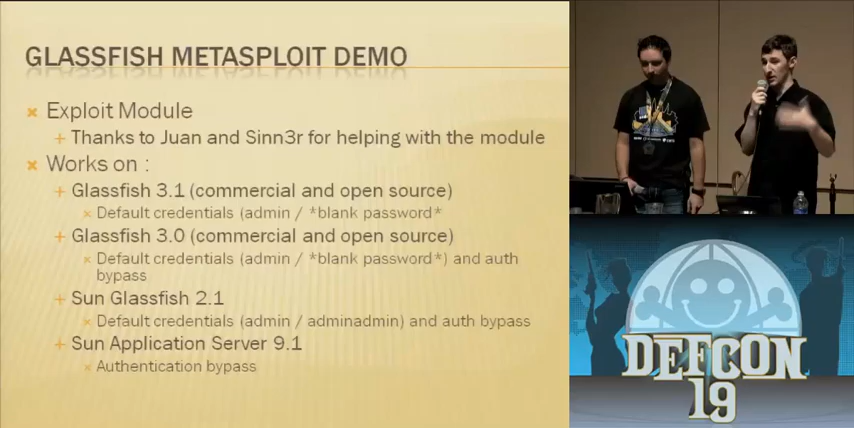 GLASSFISH METASPLOIT DEMO
Exploit Module
Thanks to Juan and Sinn3r for helping with the module
Works on :
Glassfish 3.1 (commercial and open source)
Default credentials (admin / *blank password*
Glassfish 3.0 (commercial and open source)
Default credentials (admin / *blank password*) and auth
bypass
Sun Glassfish 2.1
Default credentials (admin / adminadmin) and auth bypass
Sun Application Server 9.1
Authentication bypass
DEFCON
19